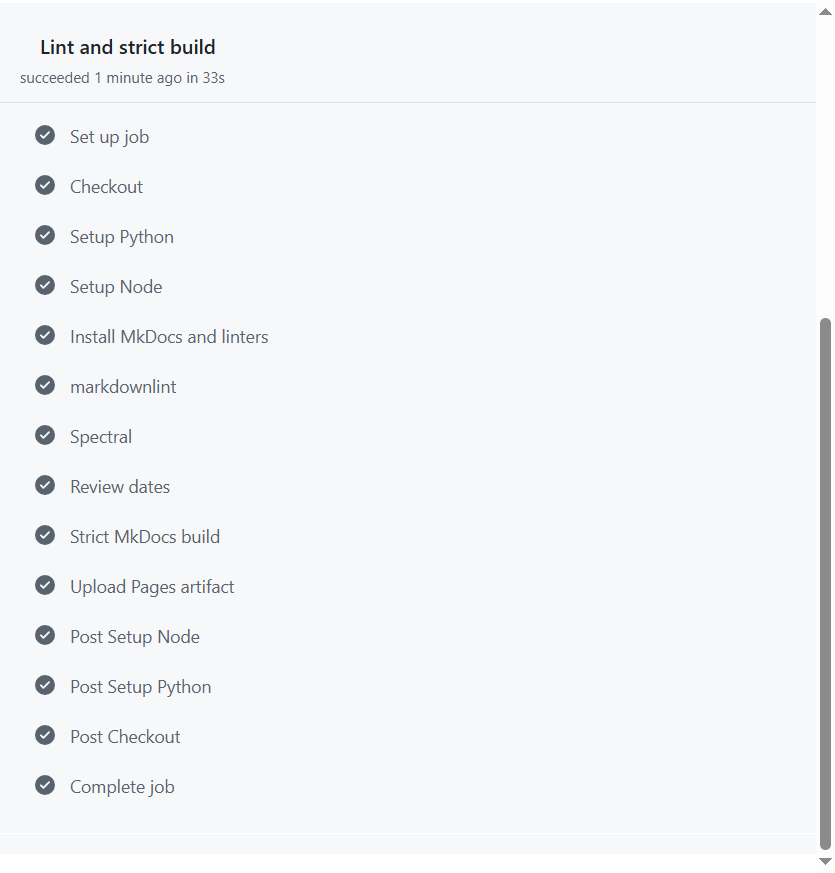 Lint and strict build
succeeded 1 minute ago in 33s
Set up job
Checkout
Setup Python
Setup Node
Install MkDocs and linters
markdownlint
Spectral
Review dates
Strict MkDocs build
Upload Pages artifact
Post Setup Node
Post Setup Python
Post Checkout
Complete job